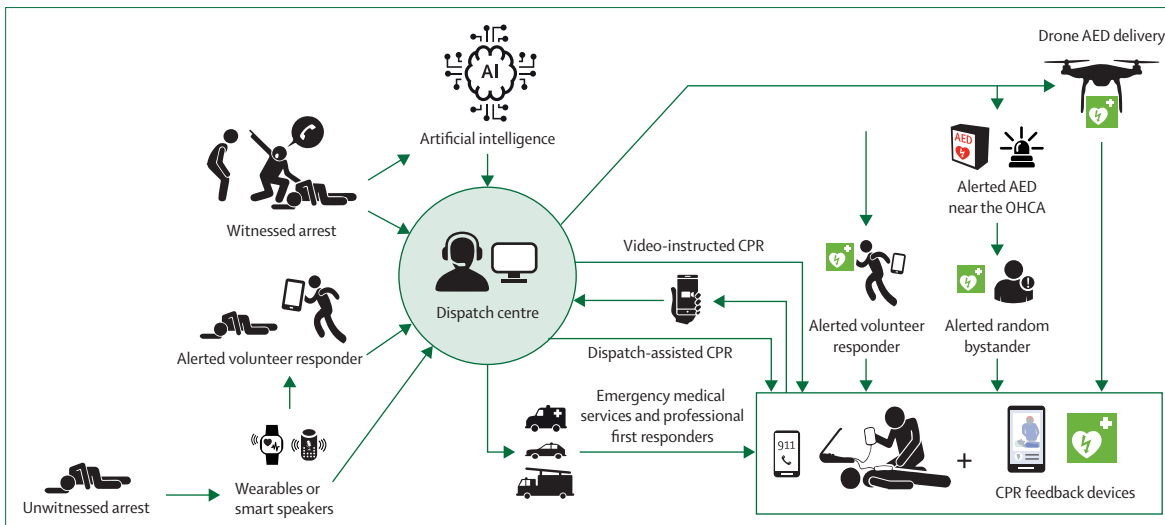 Drone AED delivery
AI
Artificial intelligence
AED
Alerted AED
near the OHCA
Witnessed arrest
Video-instructed CPR
Dispatch centre
Alerted volunteer
responder
Alerted random
bystander
Alerted volunteer responder
Dispatch-assisted CPR
Emergency medical
services and professional
first responders
911
Wearables or
smart speakers
Unwitnessed arrest
+
CPR feedback devices